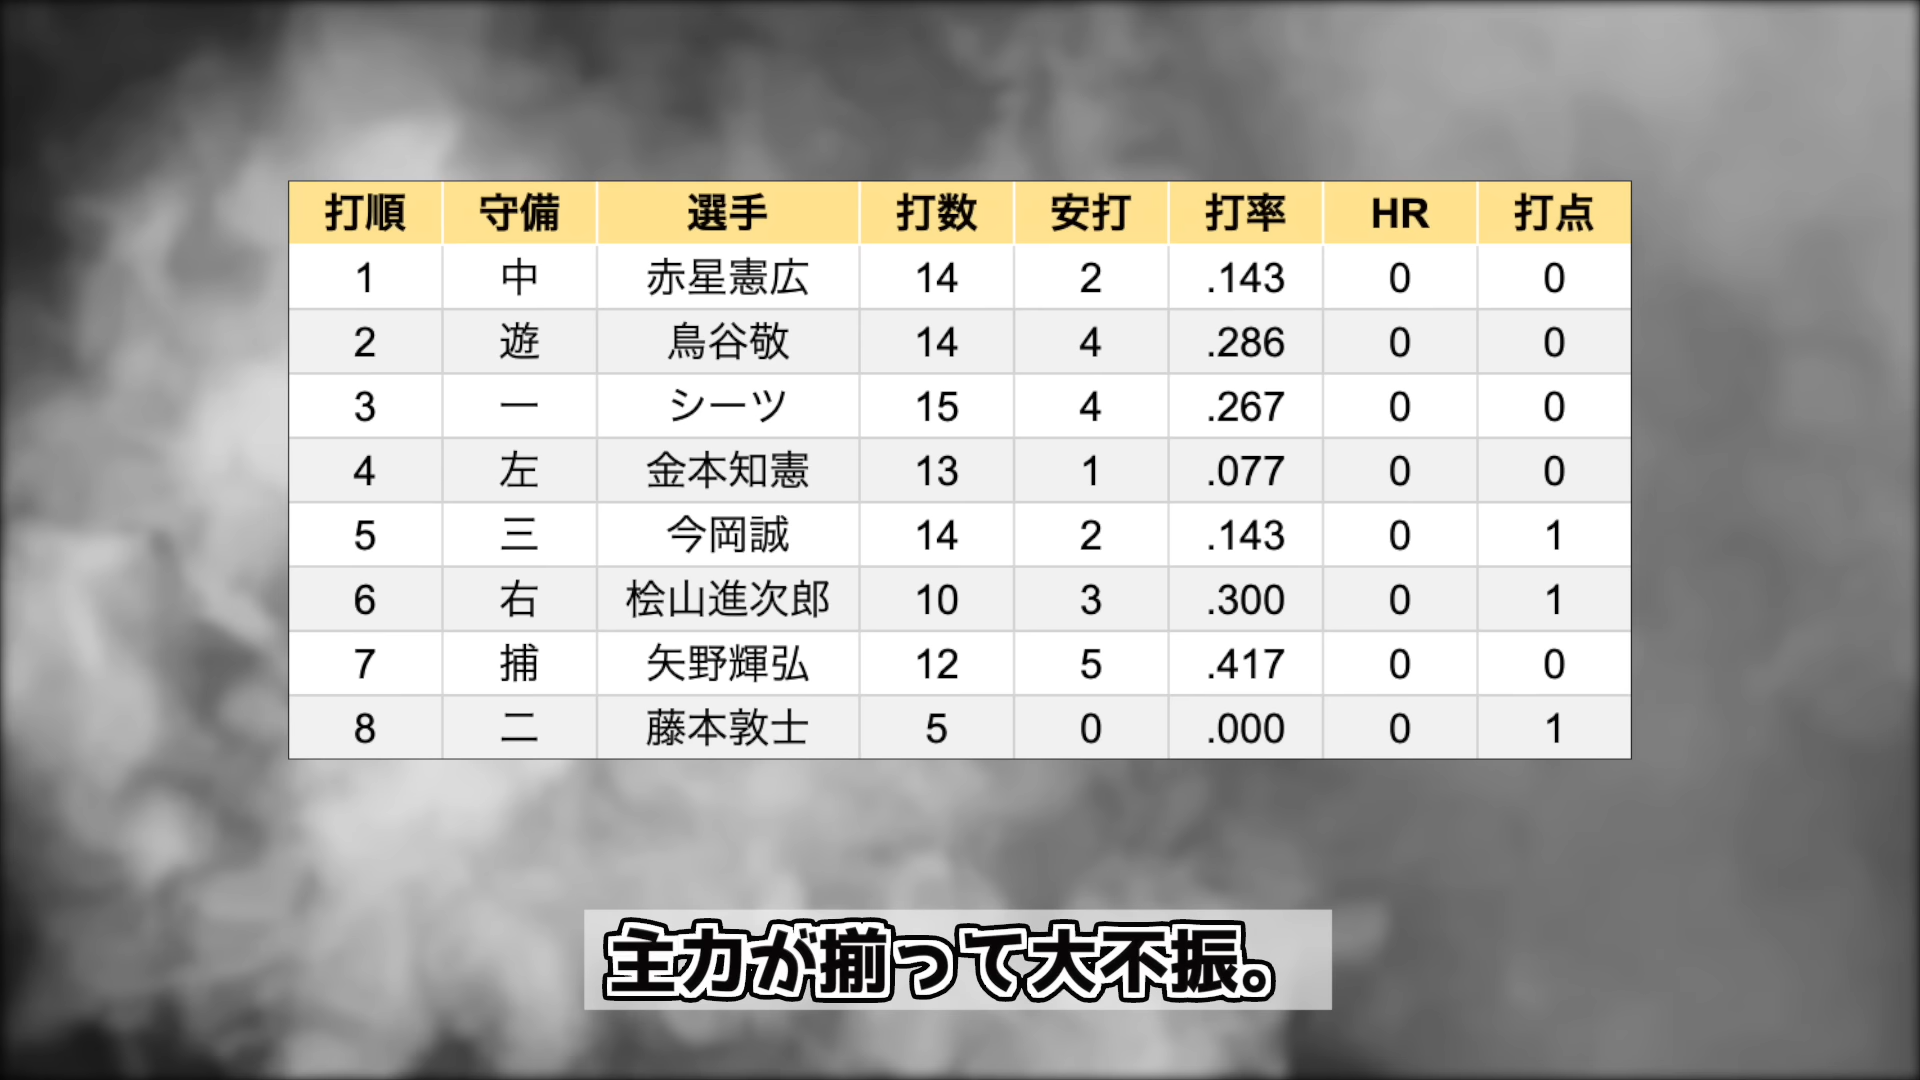 打順 守備 選手 打数 安打 打率 HR 打点
1 中 赤星憲広 14 2 .143 0 0
2 遊 鳥谷敬 14 4 .286 0 0
3 一 シーツ 15 4 .267 0 0
4 左 金本知憲 13 1 .077 0 0
5 三 今岡誠 14 2 .143 0 1
6 右 桧山進次郎 10 3 .300 0 1
7 捕 矢野輝弘 12 5 .417 0 0
8 二 藤本敦士 5 0 .000 0 1
主力が揃って大不振。